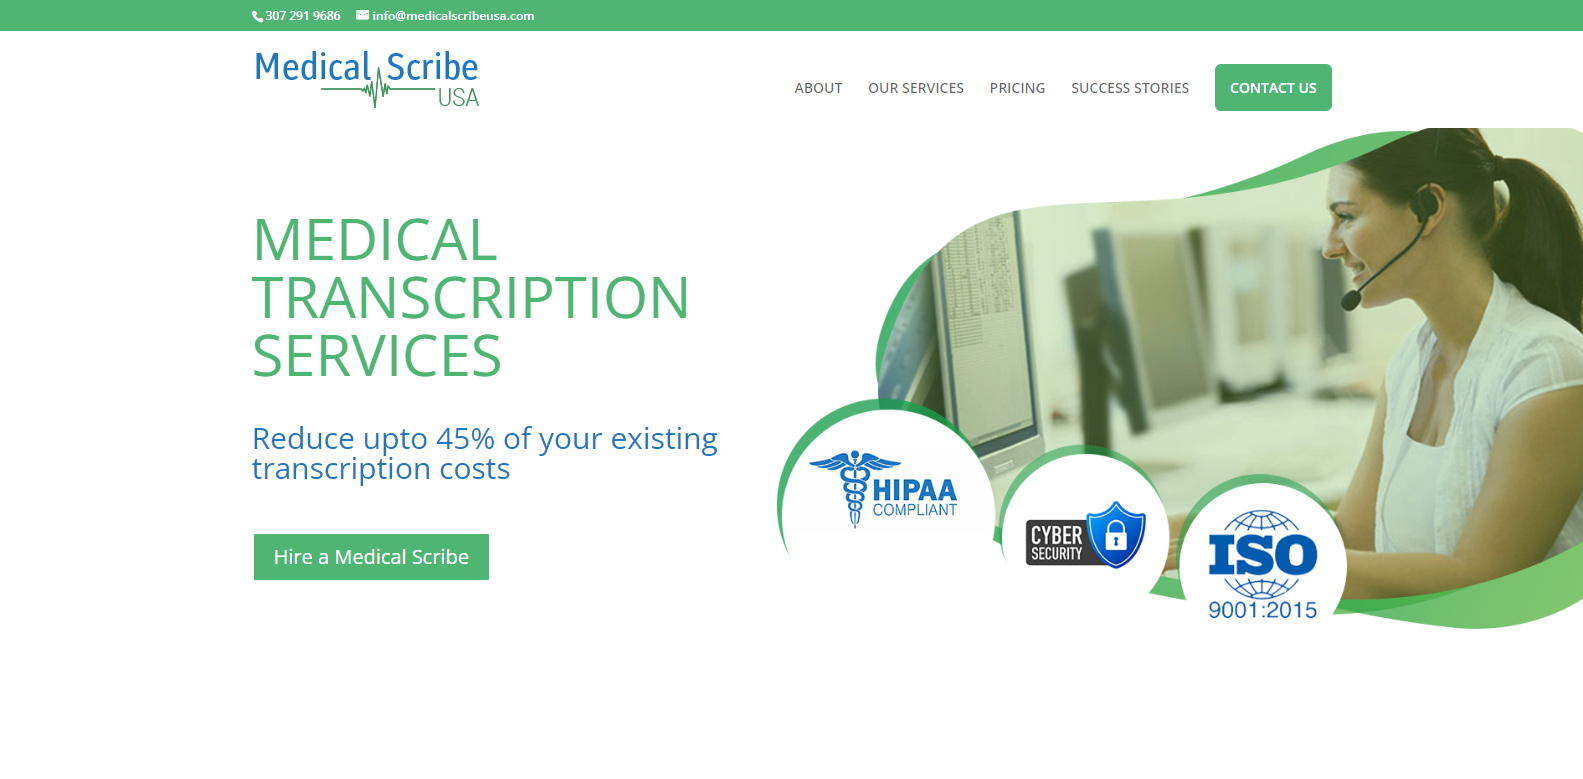 307 291 9686 info@medicalscribeusa.com
Medical Scribe
USA
ABOUT OUR SERVICES PRICING SUCCESS STORIES CONTACT US
MEDICAL
TRANSCRIPTION
SERVICES
Reduce upto 45% of your existing
transcription costs
Hire a Medical Scribe
HIPAA
COMPLIANT
CYBER
SECURITY
ISO
9001:2015